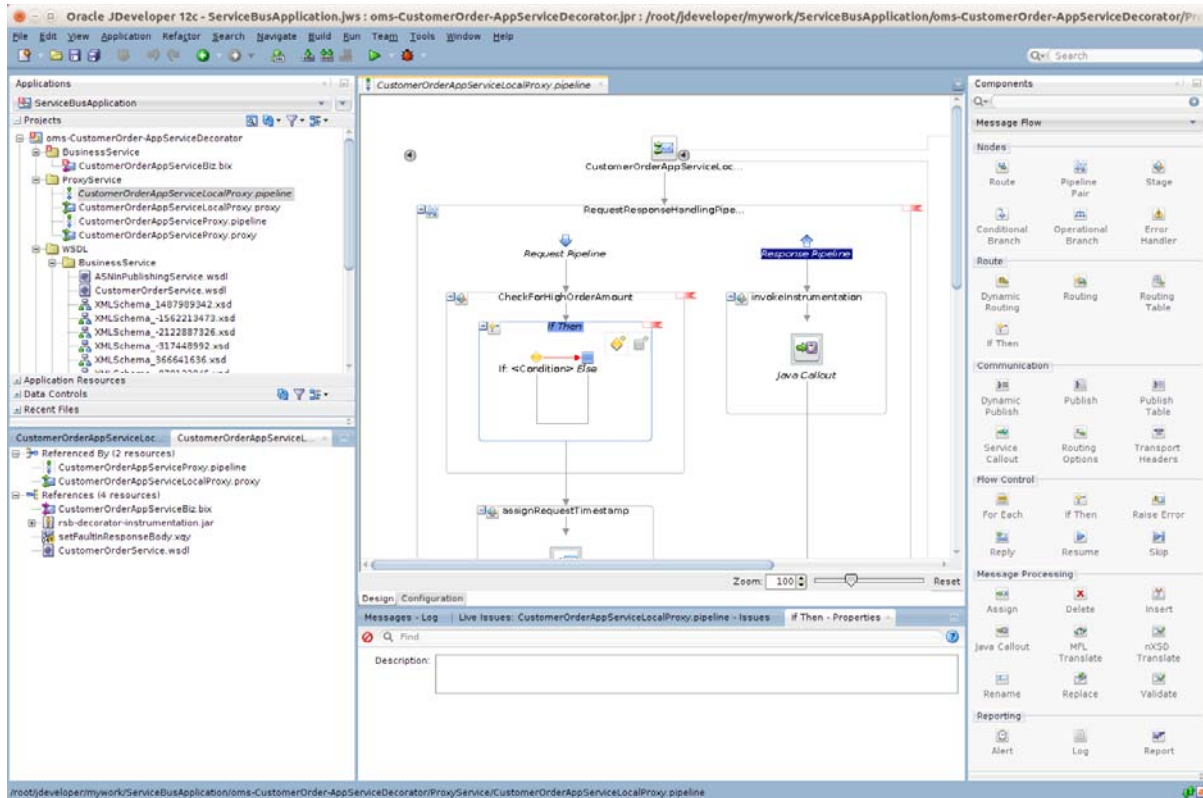 Oracle JDeveloper 12c - ServiceBusApplication.jws : oms-CustomerOrder-AppServiceDecorator.jpr : /root/jdeveloper/mywork/ServiceBusApplication/oms-CustomerOrder-AppServiceDecorator/
File Edit View Application Refactor Search Navigate Build Run Team Tools Window Help
Search
Applications
ServiceBusApplication
Projects
oms-CustomerOrder-AppServiceDecorator
BusinessService
CustomerOrderAppServiceBiz.bix
ProxyService
CustomerOrderAppServiceLocalProxy.pipeline
CustomerOrderAppServiceLocalProxy.proxy
CustomerOrderAppServiceProxy.pipeline
CustomerOrderAppServiceProxy.proxy
WSDL
BusinessService
ASNInPublishingService.wsdl
CustomerOrderService.wsdl
XMLSchema_1487989342.xsd
XMLSchema_-1562213473.xsd
XMLSchema_-2122887326.xsd
XMLSchema_-317448992.xsd
XMLSchema_366641636.xsd
Application Resources
Data Controls
Recent Files
CustomerOrderAppServiceLoc... CustomerOrderAppServiceL...
Referenced By (2 resources)
CustomerOrderAppServiceProxy.pipeline
CustomerOrderAppServiceLocalProxy.proxy
References (4 resources)
CustomerOrderAppServiceBiz.bix
rsb-decorator-instrumentation.jar
setFaultInResponseBody.xqy
CustomerOrderService.wsdl
CustomerOrderAppServiceLocalProxy.pipeline
CustomerOrderAppServiceLoc...
RequestResponseHandlingPipe...
Request Pipeline
Response Pipeline
CheckForHighOrderAmount
invokeInstrumentation
If Then
If: <Condition> Else
Java Callout
assignRequestTimestamp
Zoom: 100 Reset
Design Configuration
Messages - Log Live Issues: CustomerOrderAppServiceLocalProxy.pipeline - Issues If Then - Properties
Find
Description:
Components
Message Flow
Nodes
Route
Pipeline
Pair
Stage
Conditional
Branch
Operational
Branch
Error
Handler
Route
Dynamic
Routing
Routing
Routing
Table
If Then
Communication
Dynamic
Publish
Publish
Publish
Table
Service
Callout
Routing
Options
Transport
Headers
Flow Control
For Each
If Then
Raise Error
Reply
Resume
Skip
Message Processing
Assign
Delete
Insert
Java Callout
MFL
Translate
nXSD
Translate
Rename
Replace
Validate
Reporting
Alert
Log
Report
/root/jdeveloper/mywork/ServiceBusApplication/oms-CustomerOrder-AppServiceDecorator/ProxyService/CustomerOrderAppServiceLocalProxy.pipeline